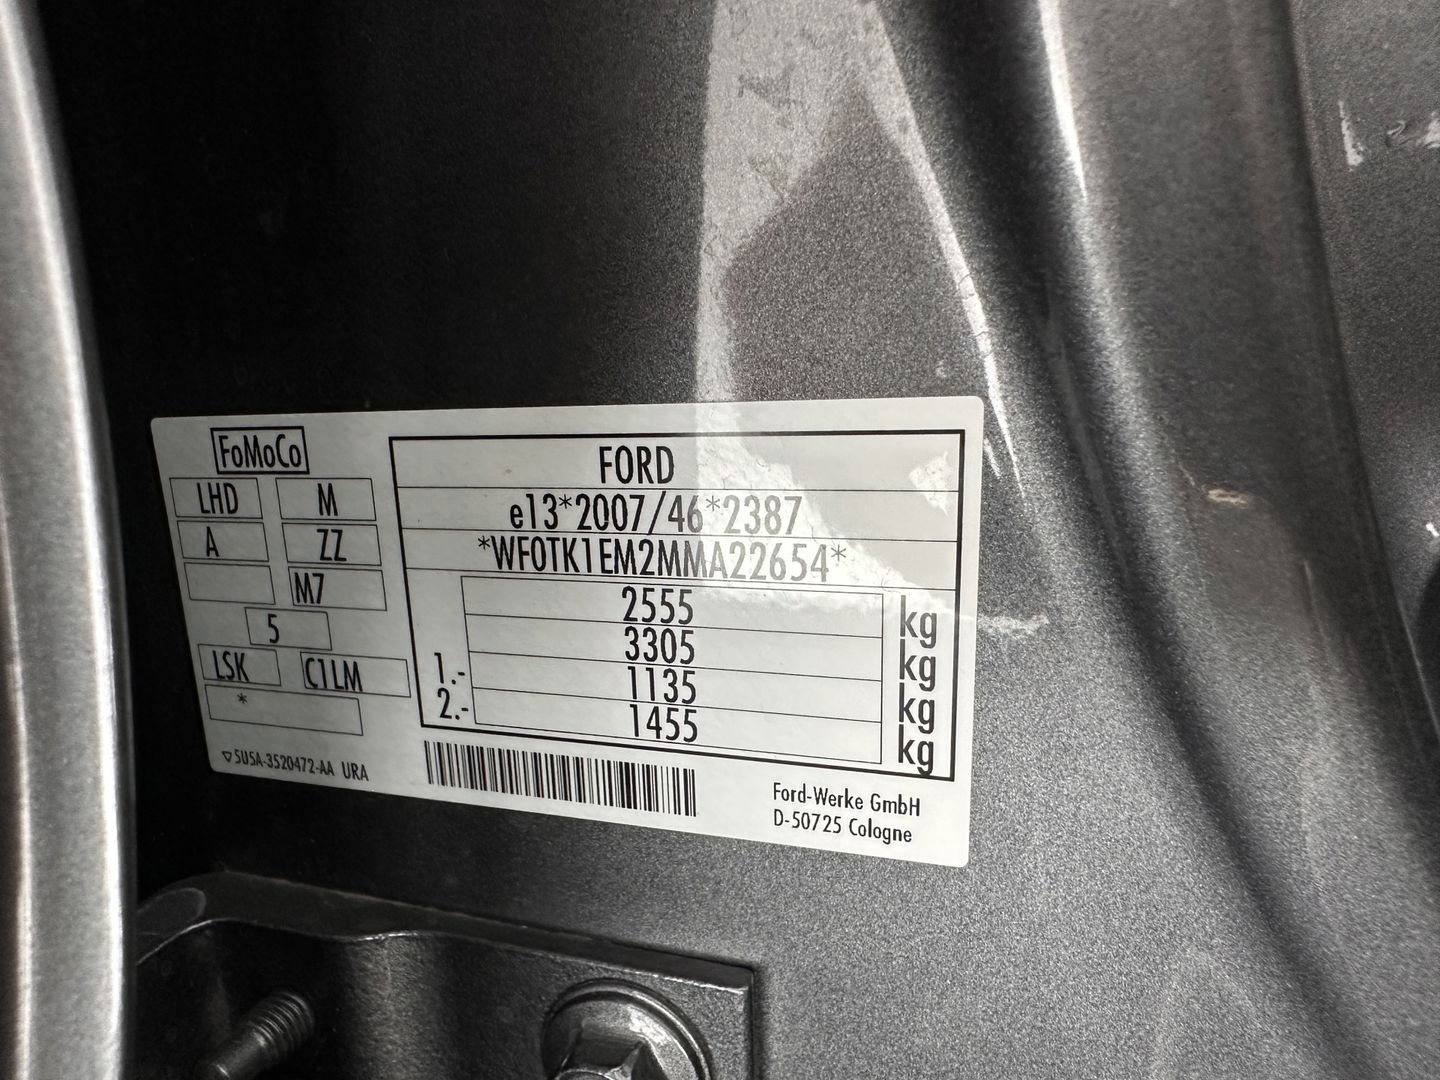 FoMoCo
LHD M
A ZZ
M7
5
LSK C1LM
*
▽5U5A-3520472-AA URA
FORD
e13*2007/46*2387
*WF0TK1EM2MMA22654*
2555 kg
3305 kg
1.- 1135 kg
2.- 1455 kg
Ford-Werke GmbH
D-50725 Cologne